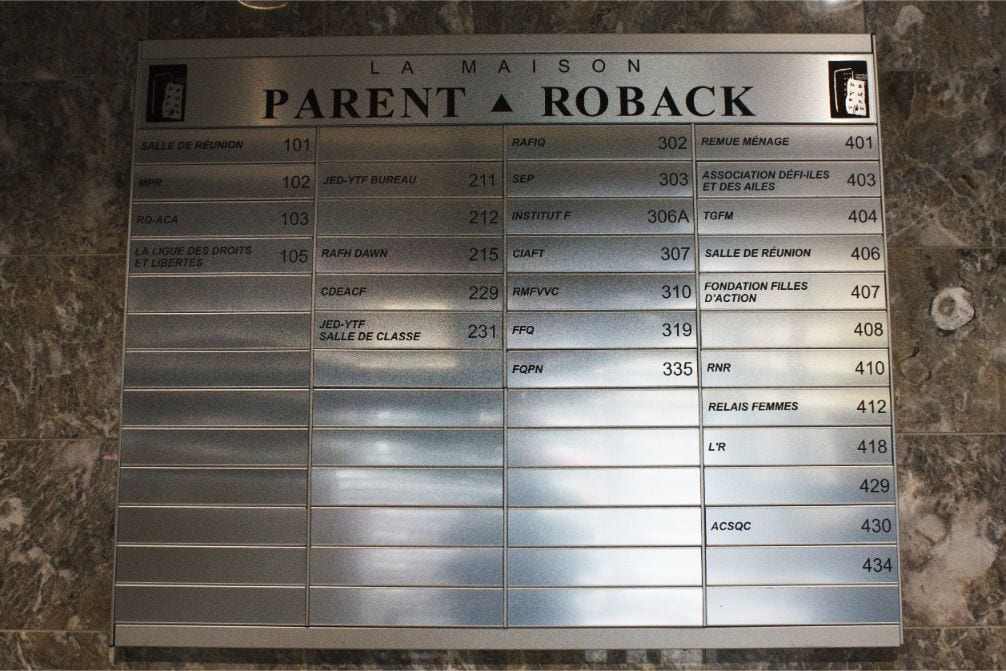 LA MAISON
PARENT ▲ ROBACK
SALLE DE RÉUNION 101
MPR 102
RQ-ACA 103
LA LIGUE DES DROITS
ET LIBERTÉS 105
JED-YTF BUREAU 211
212
RAFH DAWN 215
CDEACF 229
JED-YTF
SALLE DE CLASSE 231
RAFIQ 302
SEP 303
INSTITUT F 306A
CIAFT 307
RMFVVC 310
FFQ 319
FQPN 335
REMUE MÉNAGE 401
ASSOCIATION DÉFI-ILES
ET DES AILES 403
TGFM 404
SALLE DE RÉUNION 406
FONDATION FILLES
D'ACTION 407
408
RNR 410
RELAIS FEMMES 412
L'R 418
429
ACSQC 430
434